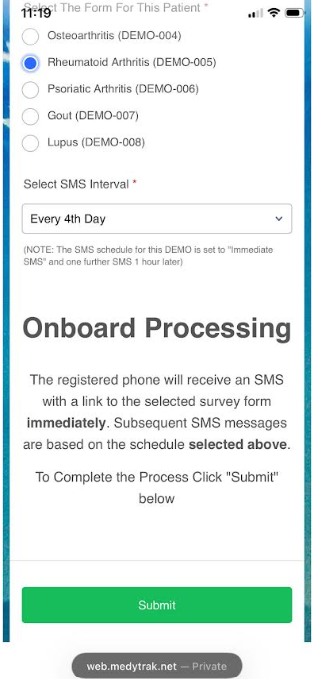 11:19
Select The Form For This Patient *
Osteoarthritis (DEMO-004)
Rheumatoid Arthritis (DEMO-005)
Psoriatic Arthritis (DEMO-006)
Gout (DEMO-007)
Lupus (DEMO-008)
Select SMS Interval *
Every 4th Day
(NOTE: The SMS schedule for this DEMO is set to "Immediate
SMS" and one further SMS 1 hour later)
Onboard Processing
The registered phone will receive an SMS
with a link to the selected survey form
immediately. Subsequent SMS messages
are based on the schedule selected above.
To Complete the Process Click "Submit"
below
Submit
web.medytrak.net — Private